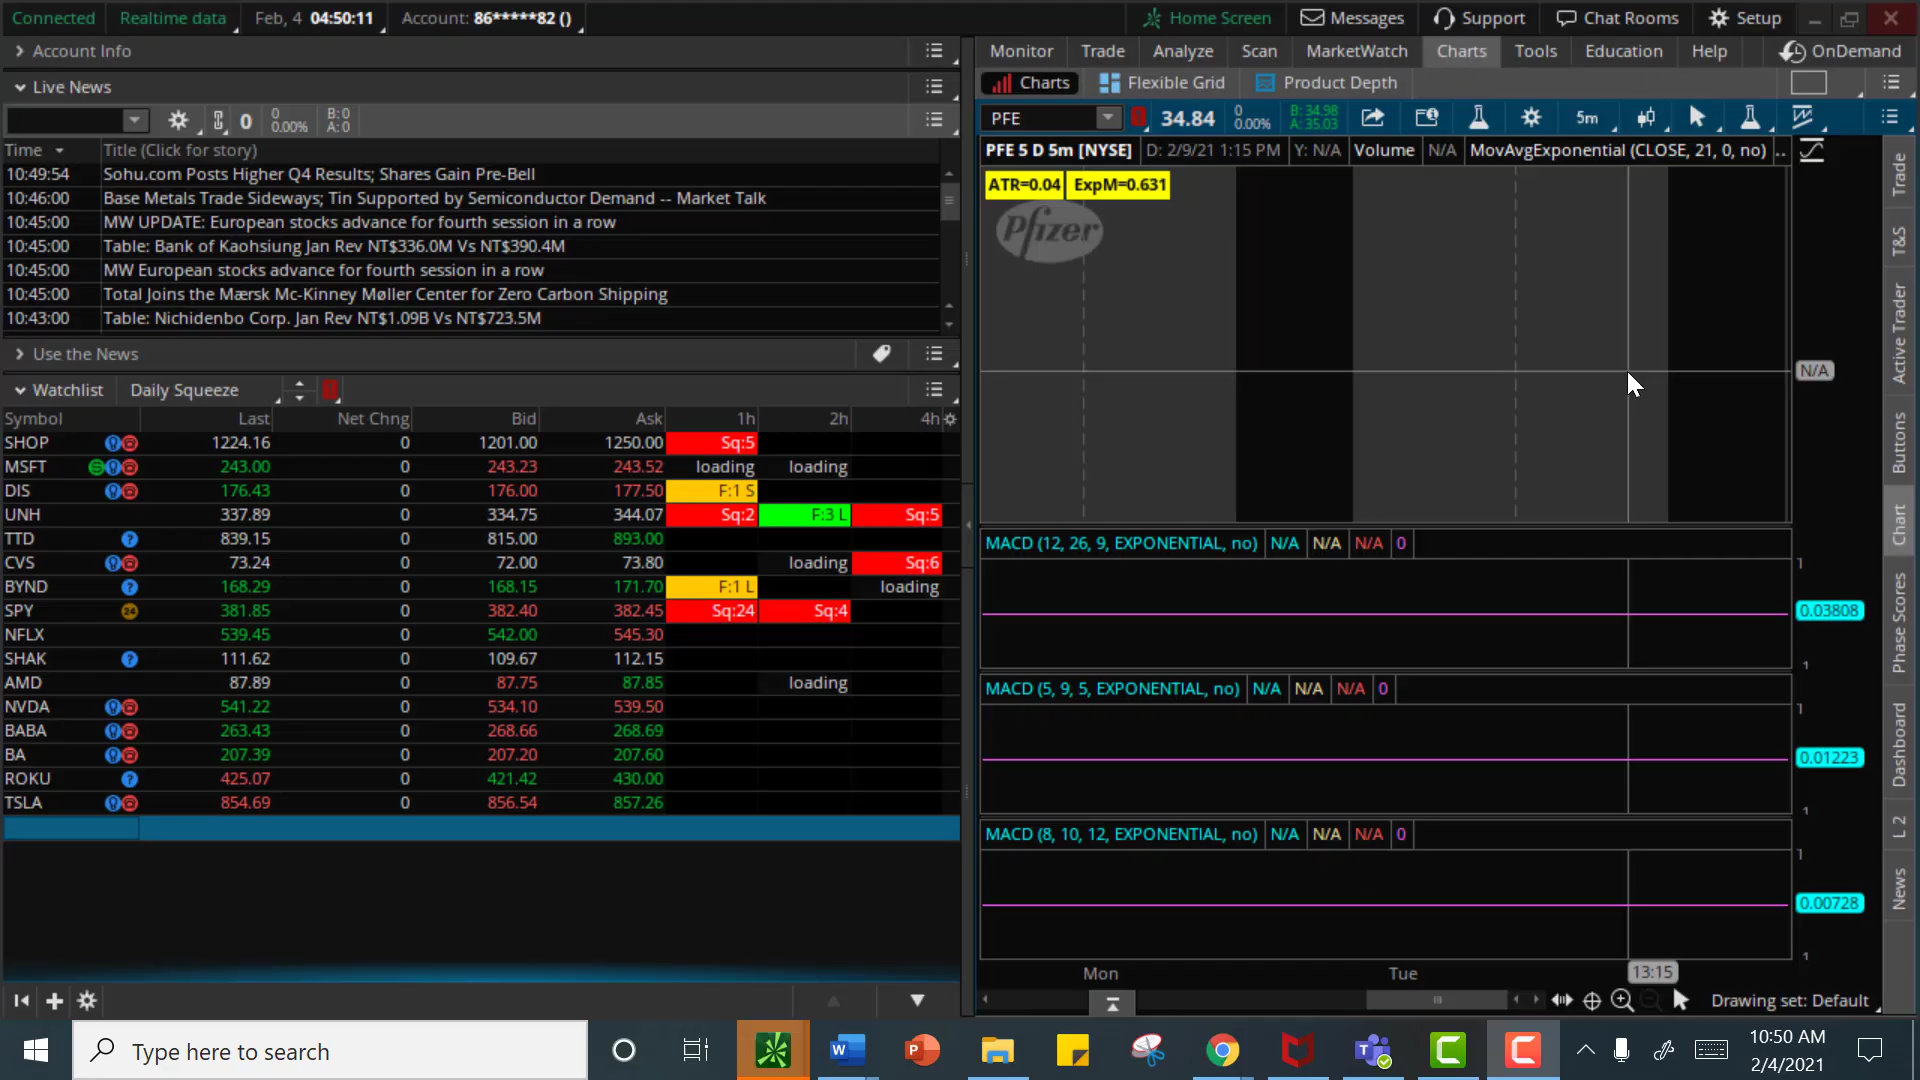 Connected Realtime data Feb, 4 04:50:11 Account: 86*****82 () Home Screen Messages Support Chat Rooms Setup
Account Info
Live News
0 0 0.00% B: 0 A: 0
Time Title (Click for story)
10:49:54 Sohu.com Posts Higher Q4 Results; Shares Gain Pre-Bell
10:46:00 Base Metals Trade Sideways; Tin Supported by Semiconductor Demand -- Market Talk
10:45:00 MW UPDATE: European stocks advance for fourth session in a row
10:45:00 Table: Bank of Kaohsiung Jan Rev NT$336.0M Vs NT$390.4M
10:45:00 MW European stocks advance for fourth session in a row
10:45:00 Total Joins the Mærsk Mc-Kinney Møller Center for Zero Carbon Shipping
10:43:00 Table: Nichidenbo Corp. Jan Rev NT$1.09B Vs NT$723.5M
Use the News
Watchlist Daily Squeeze
Symbol Last Net Chng Bid Ask 1h 2h 4h
SHOP 1224.16 0 1201.00 1250.00 Sq:5
MSFT 243.00 0 243.23 243.52 loading loading
DIS 176.43 0 176.00 177.50 F:1 S
UNH 337.89 0 334.75 344.07 Sq:2 F:3 L Sq:5
TTD ? 839.15 0 815.00 893.00
CVS 73.24 0 72.00 73.80 loading Sq:6
BYND ? 168.29 0 168.15 171.70 F:1 L loading
SPY 24 381.85 0 382.40 382.45 Sq:24 Sq:4
NFLX 539.45 0 542.00 545.30
SHAK ? 111.62 0 109.67 112.15
AMD 87.89 0 87.75 87.85 loading
NVDA 541.22 0 534.10 539.50
BABA 263.43 0 268.66 268.69
BA 207.39 0 207.20 207.60
ROKU ? 425.07 0 421.42 430.00
TSLA 854.69 0 856.54 857.26
Monitor Trade Analyze Scan MarketWatch Charts Tools Education Help OnDemand
Charts Flexible Grid Product Depth
PFE 34.84 0 0.00% B: 34.98 A: 35.03 5m
PFE 5 D 5m [NYSE] D: 2/9/21 1:15 PM Y: N/A Volume N/A MovAvgExponential (CLOSE, 21, 0, no) ..
ATR=0.04 ExpM=0.631
Pfizer
N/A
MACD (12, 26, 9, EXPONENTIAL, no) N/A N/A N/A 0
1
0.03808
MACD (5, 9, 5, EXPONENTIAL, no) N/A N/A N/A 0
1
0.01223
MACD (8, 10, 12, EXPONENTIAL, no) N/A N/A N/A 0
1
0.00728
Mon Tue 13:15
Drawing set: Default
Trade
T&S
Active Trader
Buttons
Chart
Phase Scores
Dashboard
L 2
News
Type here to search
10:50 AM
2/4/2021